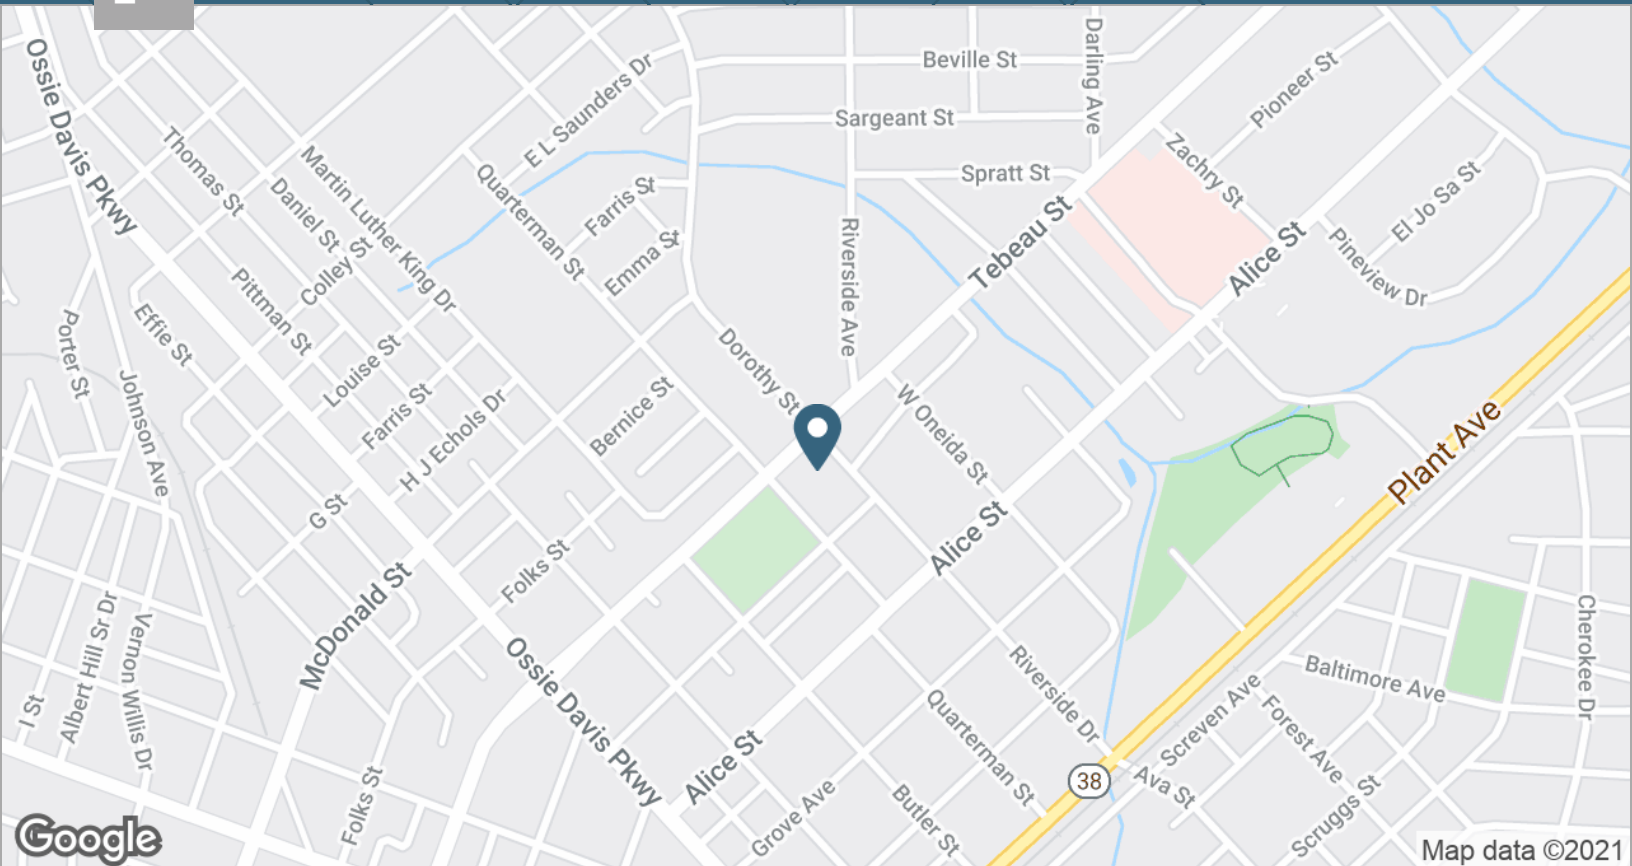 Ossie Davis Pkwy
Beville St
Darling Ave
E L Saunders Dr
Pioneer St
Sargeant St
Thomas St
Martin Luther King Dr
Quarterman St
Zachry St
Spratt St
Daniel St
Farris St
El Jo Sa St
Colley St
Emma St
Riverside Ave
Tebeau St
Alice St
Pineview Dr
Pittman St
Effie St
Porter St
Louise St
Dorothy St
Johnson Ave
Farris St
H J Echols Dr
Bernice St
W Oneida St
Plant Ave
G St
Alice St
Folks St
McDonald St
Albert Hill Sr Dr
Vernon Willis Dr
I St
Ossie Davis Pkwy
Riverside Dr
Baltimore Ave
Cherokee Dr
Quarterman St
Screven Ave
Forest Ave
Alice St
38
Ava St
Folks St
Grove Ave
Butler St
Scruggs St
Google
Map data ©2021